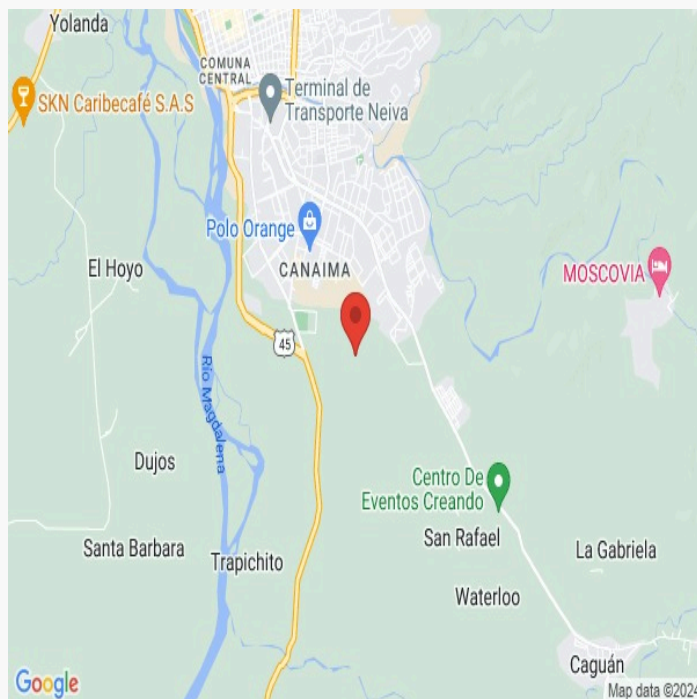 Yolanda
COMUNA
CENTRAL
SKN Caribecafé S.A.S
Terminal de
Transporte Neiva
Polo Orange
CANAIMA
El Hoyo
MOSCOVIA
45
Río Magdalena
Dujos
Centro De
Eventos Creando
Santa Barbara
Trapichito
San Rafael
La Gabriela
Waterloo
Caguán
Google
Map data ©2024